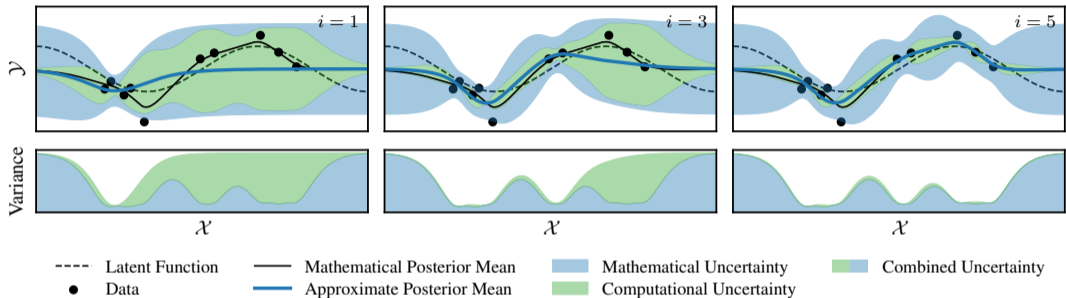 i = 1
i = 3
i = 5
𝒴
Variance
𝒳
𝒳
𝒳
Latent Function
Mathematical Posterior Mean
Mathematical Uncertainty
Combined Uncertainty
Data
Approximate Posterior Mean
Computational Uncertainty